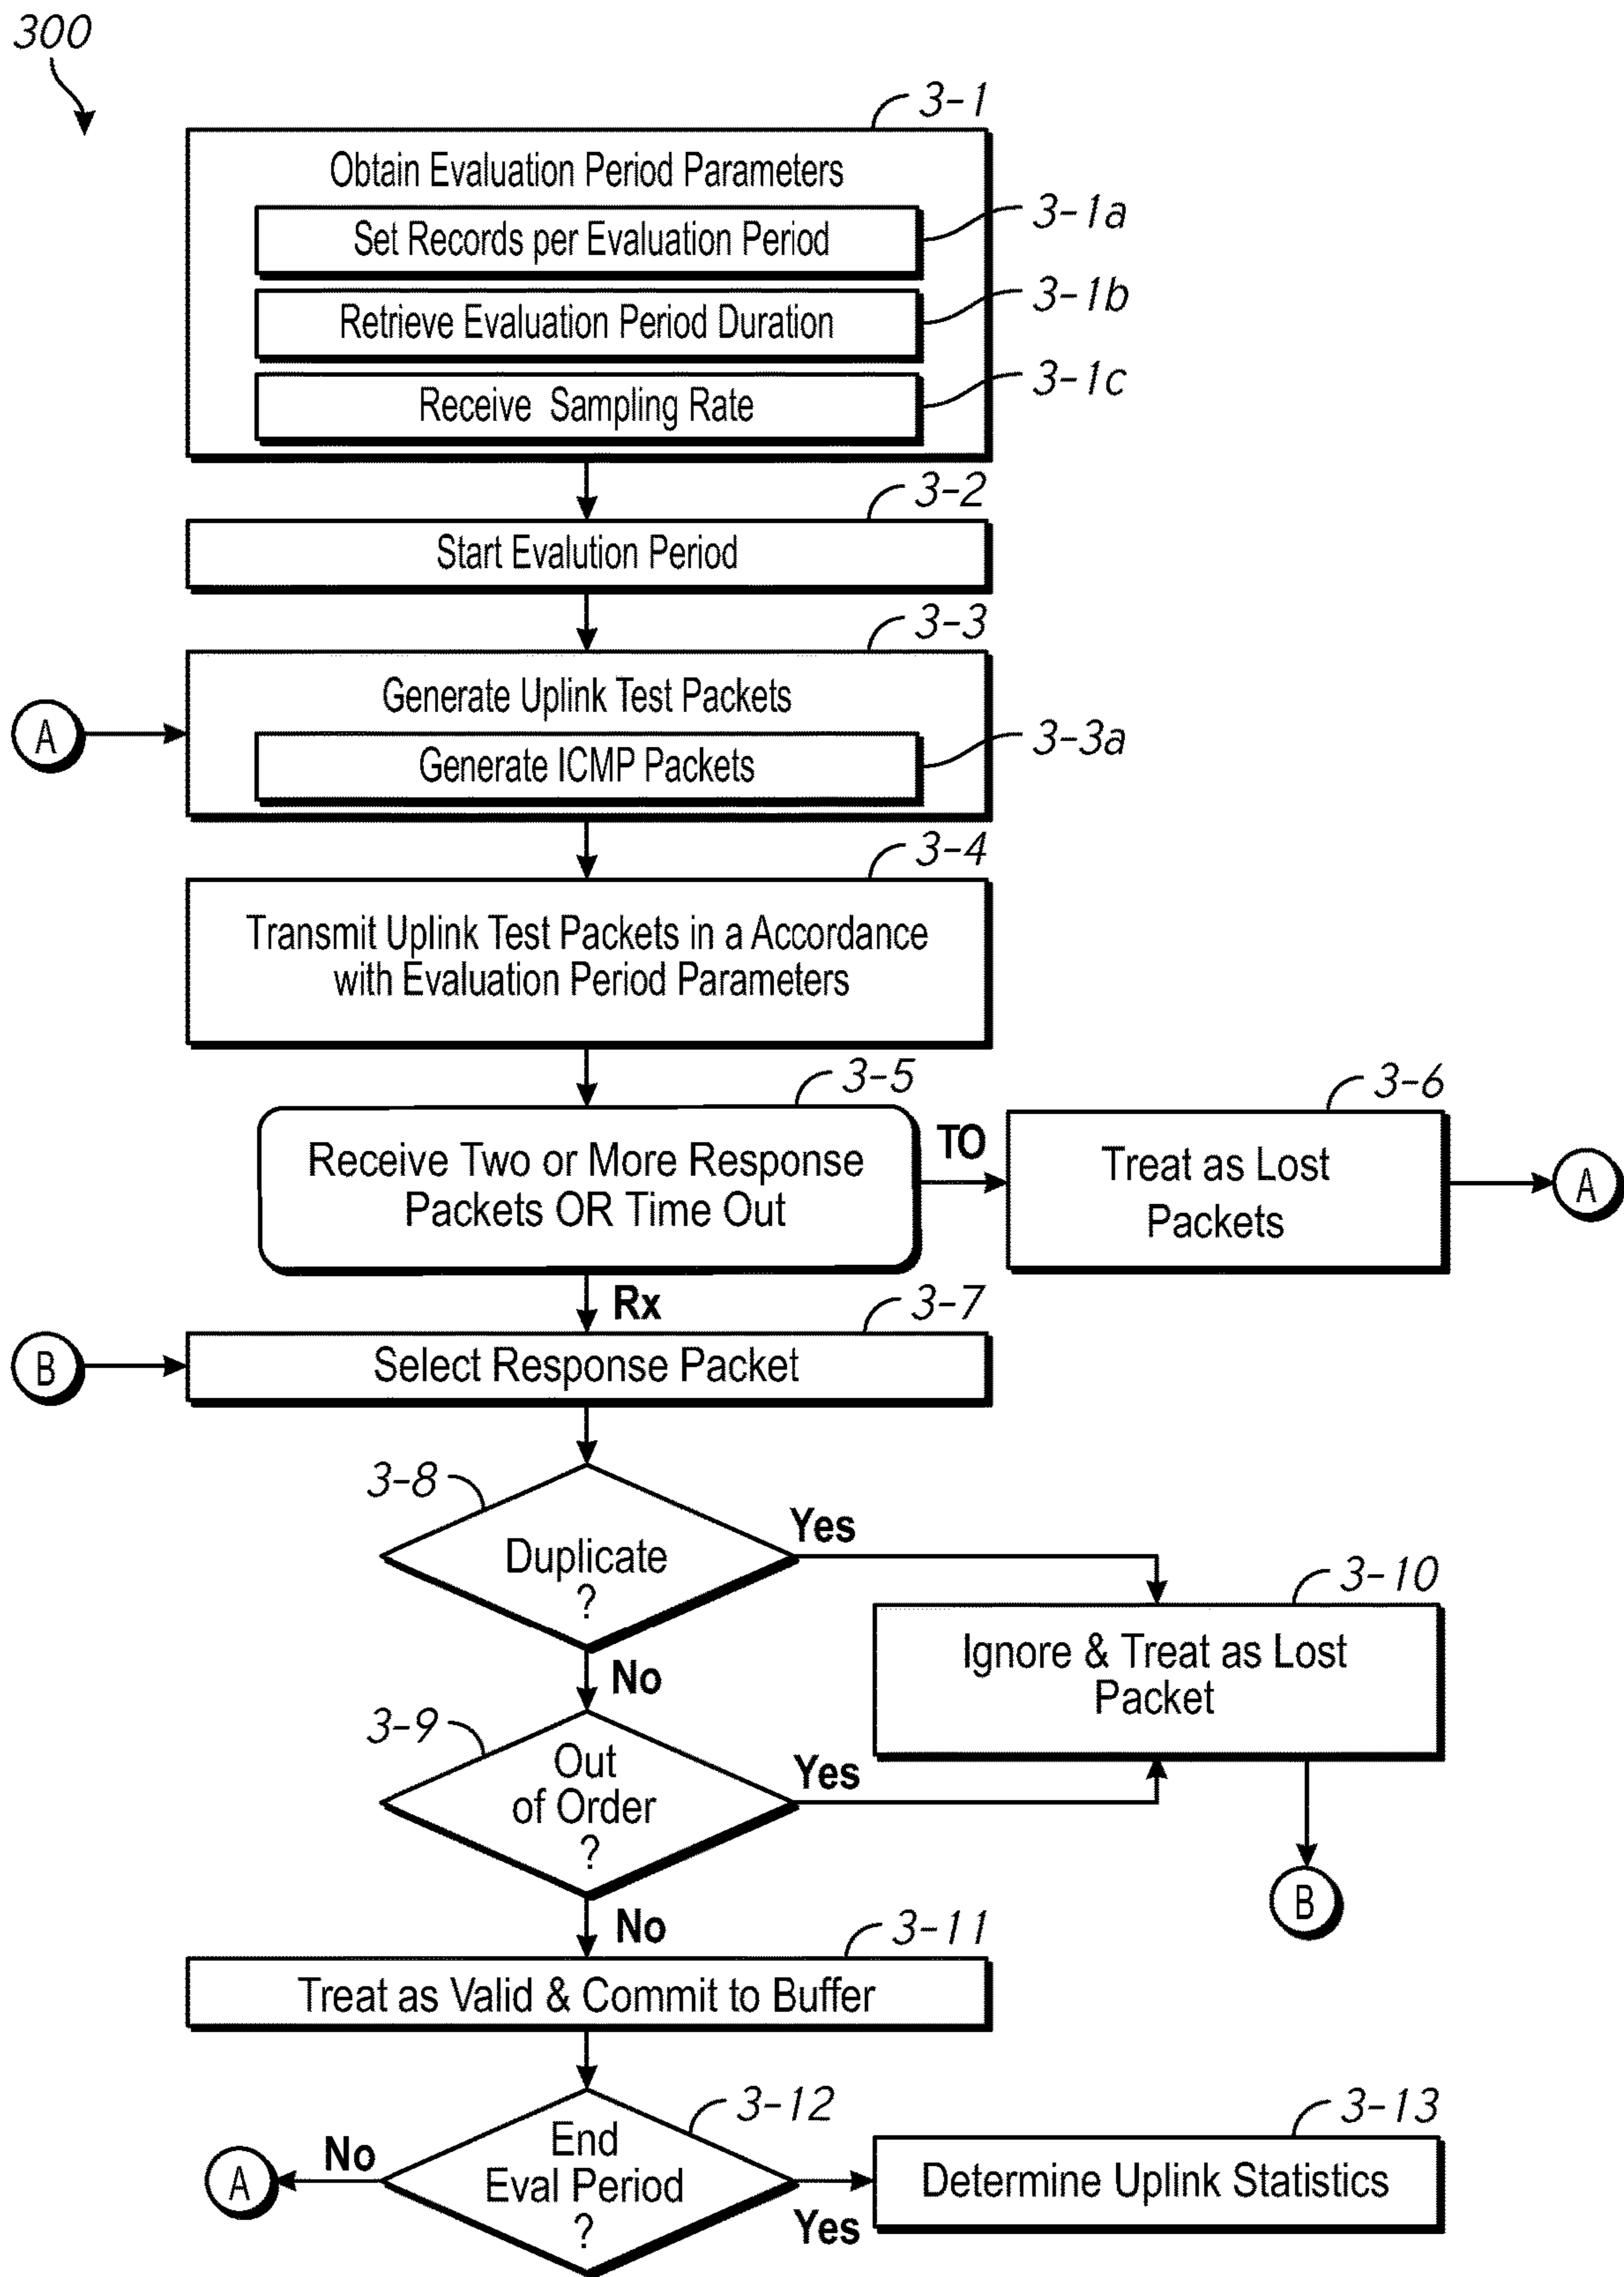 300
3-1
Obtain Evaluation Period Parameters
Set Records per Evaluation Period
3-1a
Retrieve Evaluation Period Duration
3-1b
Receive Sampling Rate
3-1c
3-2
Start Evalution Period
3-3
Generate Uplink Test Packets
A
Generate ICMP Packets
3-3a
3-4
Transmit Uplink Test Packets in a Accordance
with Evaluation Period Parameters
3-5
Receive Two or More Response
Packets OR Time Out
TO
3-6
Treat as Lost
Packets
A
Rx
3-7
B
Select Response Packet
3-8
Duplicate
?
Yes
No
3-10
Ignore & Treat as Lost
Packet
3-9
Out
of Order
?
Yes
B
No
3-11
Treat as Valid & Commit to Buffer
3-12
End
Eval Period
?
No
A
Yes
3-13
Determine Uplink Statistics